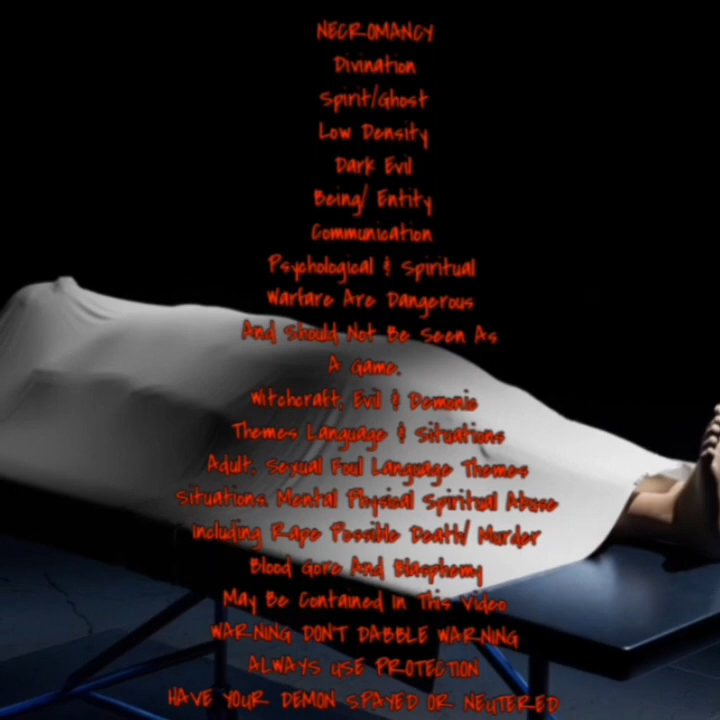 NECROMANCY
Divination
Spirit/Ghost
Low Density
Dark Evil
Being/ Entity
Communication
Psychological & Spiritual
Warfare Are Dangerous
And Should Not Be Seen As
A Game.
Witchcraft, Evil & Demonic
Themes Language & Situations
Adult, Sexual Foul Language Themes
Situations Mental Physical Spiritual Abuse
Including Rape Possible Death/ Murder
Blood Gore And Blasphemy
May Be Contained In This Video
WARNING DON'T DABBLE WARNING
ALWAYS USE PROTECTION
HAVE YOUR DEMON SPAYED OR NEUTERED